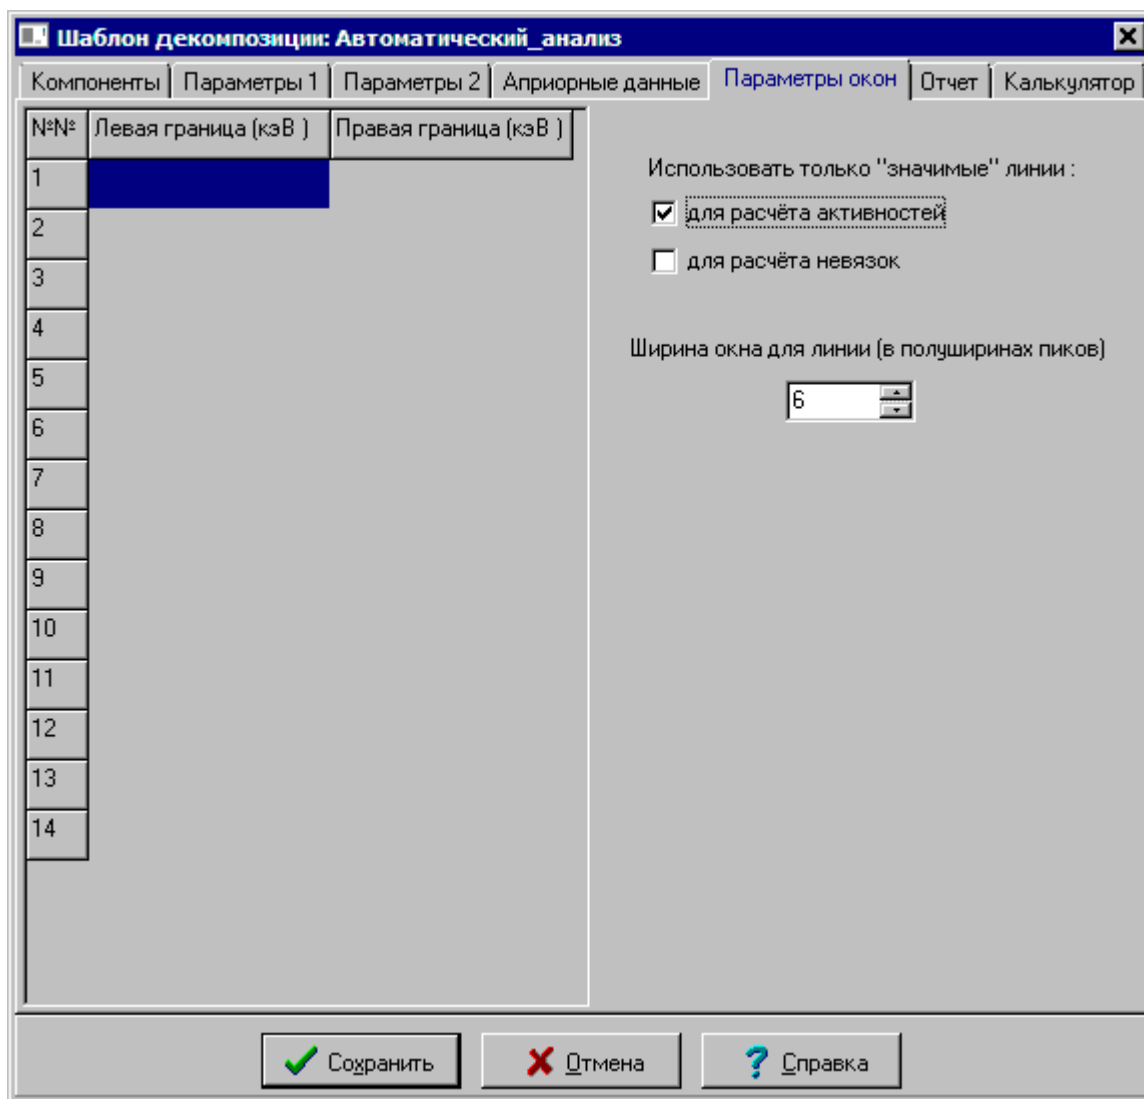 Шаблон декомпозиции: Автоматический_анализ
Компоненты Параметры 1 Параметры 2 Априорные данные Параметры окон Отчет Калькулятор
№№ Левая граница (кэВ ) Правая граница (кэВ )
1
2
3
4
5
6
7
8
9
10
11
12
13
14
Использовать только "значимые" линии :
для расчёта активностей
для расчёта невязок
Ширина окна для линии (в полуширинах пиков)
6
Сохранить Отмена Справка